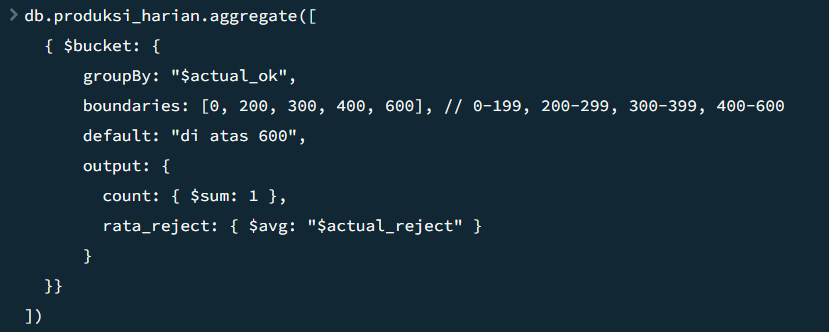 > db.produksi_harian.aggregate([
  { $bucket: {
      groupBy: "$actual_ok",
      boundaries: [0, 200, 300, 400, 600], // 0-199, 200-299, 300-399, 400-600
      default: "di atas 600",
      output: {
        count: { $sum: 1 },
        rata_reject: { $avg: "$actual_reject" }
      }
  }}
])